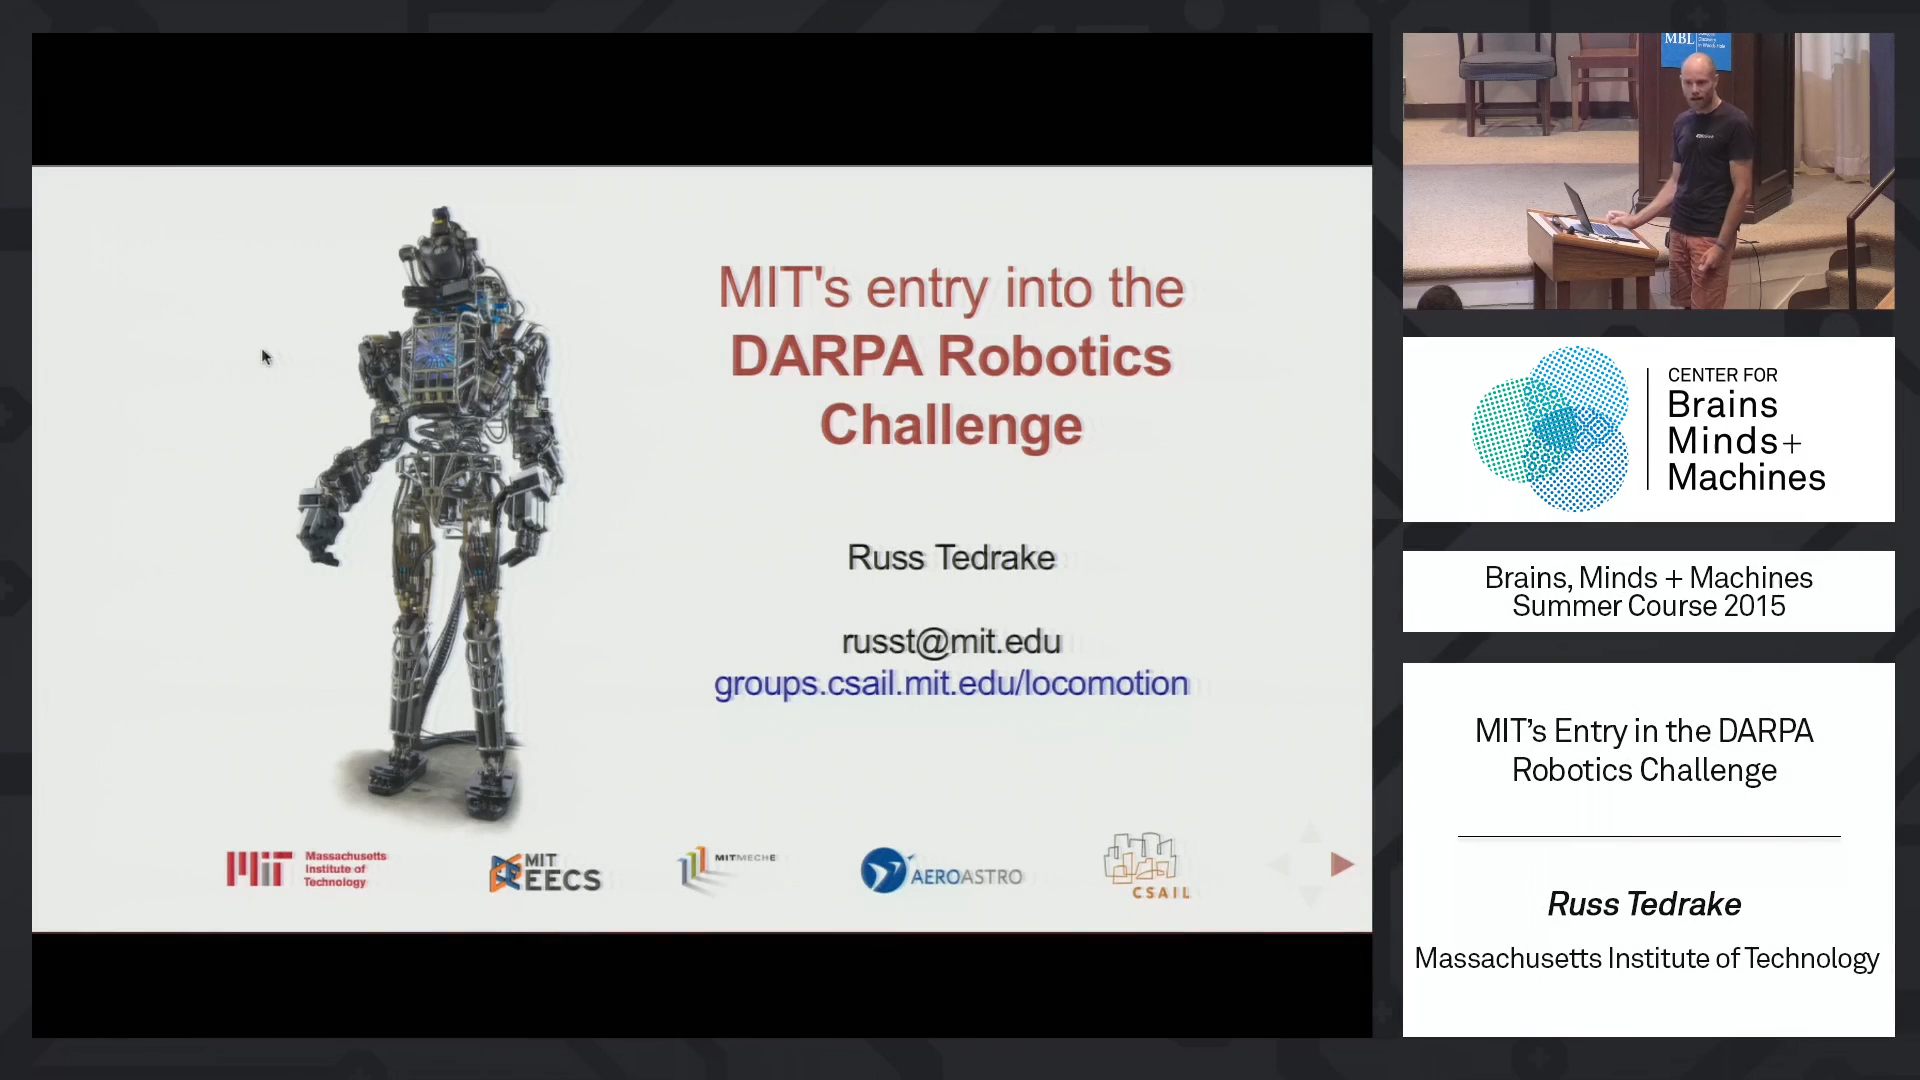 MIT's entry into the
DARPA Robotics
Challenge
Russ Tedrake
russt@mit.edu
groups.csail.mit.edu/locomotion
MIT
Massachusetts
Institute of
Technology
MIT
EECS
MITMECHE
AEROASTRO
CSAIL
MBL
CENTER FOR
Brains
Minds+
Machines
Brains, Minds + Machines
Summer Course 2015
MIT’s Entry in the DARPA
Robotics Challenge
Russ Tedrake
Massachusetts Institute of Technology